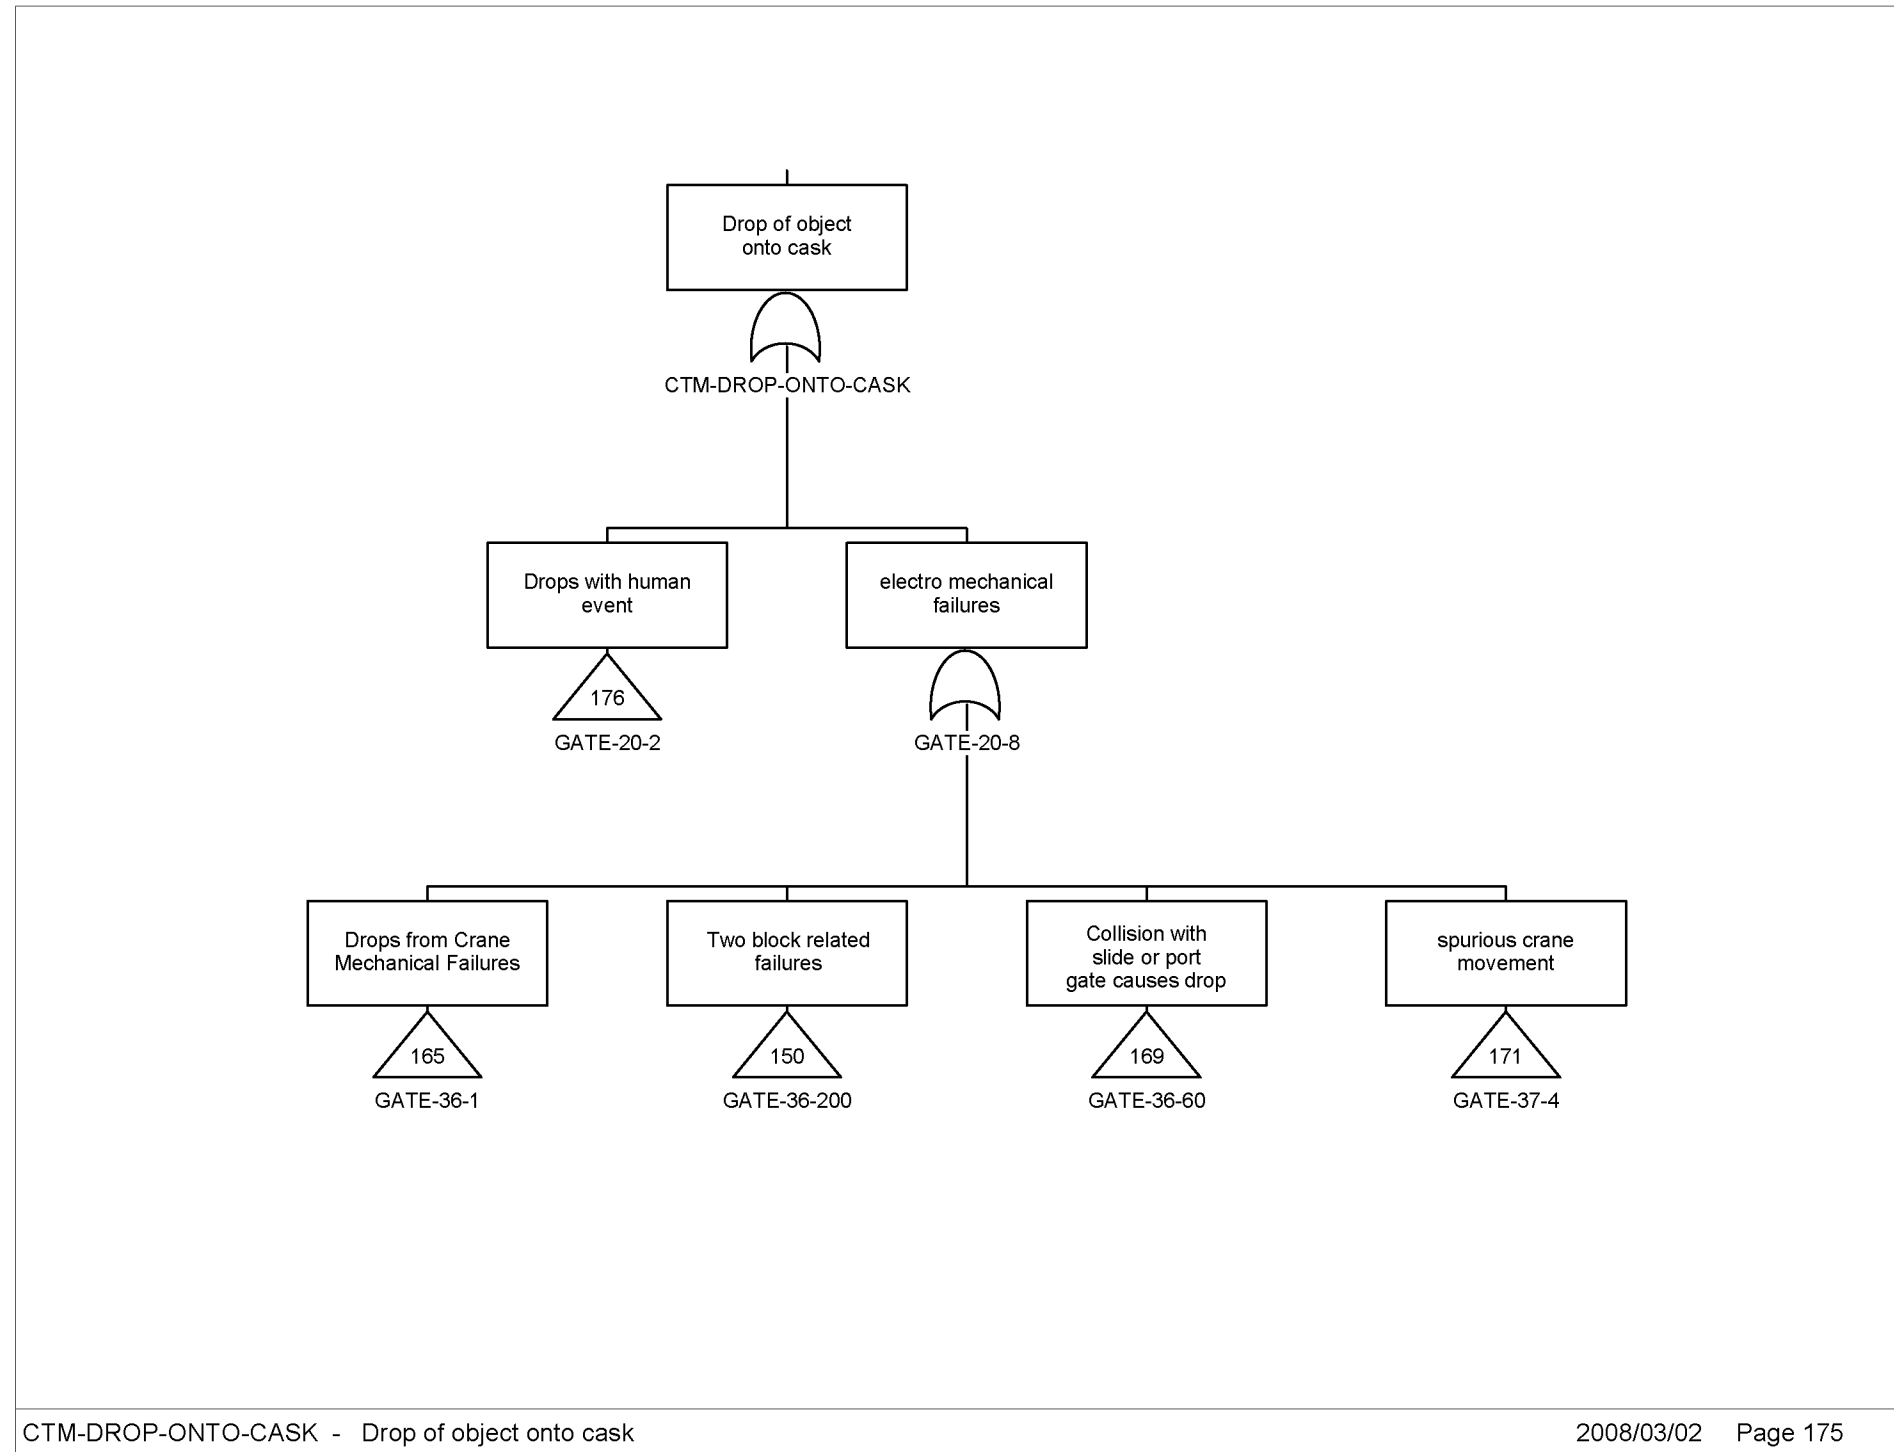 Drop of object
onto cask
CTM-DROP-ONTO-CASK
Drops with human
event
176
GATE-20-2
electro mechanical
failures
GATE-20-8
Drops from Crane
Mechanical Failures
165
GATE-36-1
Two block related
failures
150
GATE-36-200
Collision with
slide or port
gate causes drop
169
GATE-36-60
spurious crane
movement
171
GATE-37-4
CTM-DROP-ONTO-CASK - Drop of object onto cask 2008/03/02 Page 175